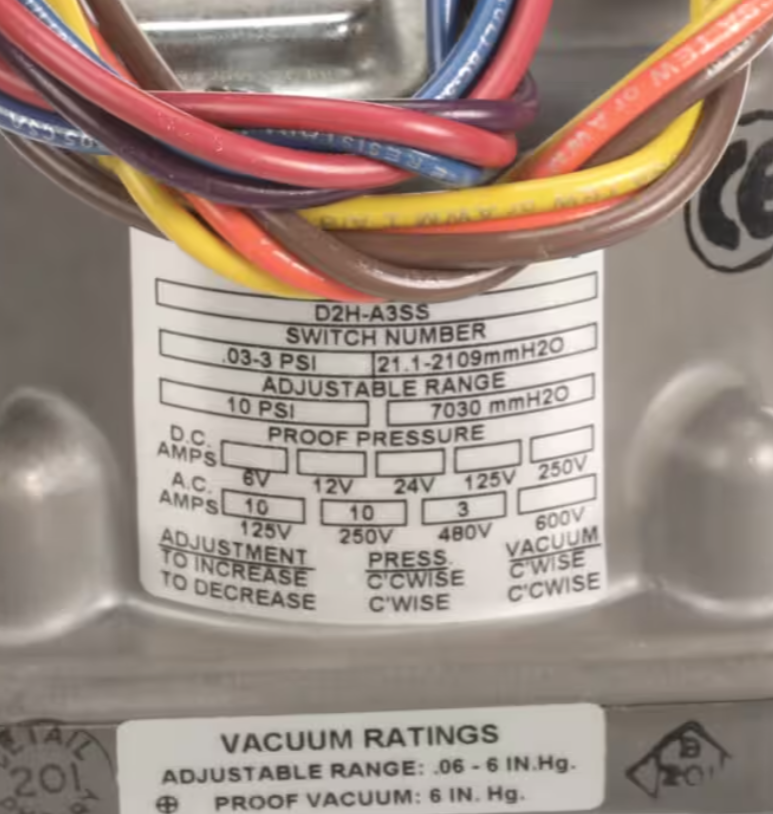 CE
D2H-A3SS
SWITCH NUMBER
.03-3 PSI 21.1-2109mmH2O
ADJUSTABLE RANGE
10 PSI 7030 mmH2O
PROOF PRESSURE
D.C. AMPS
6V 12V 24V 125V 250V
A.C. AMPS 10 10 3
125V 250V 480V 600V
ADJUSTMENT PRESS. VACUUM
TO INCREASE C'CWISE C'WISE
TO DECREASE C'WISE C'CWISE
VACUUM RATINGS
ADJUSTABLE RANGE: .06 - 6 IN.Hg.
PROOF VACUUM: 6 IN. Hg.
201